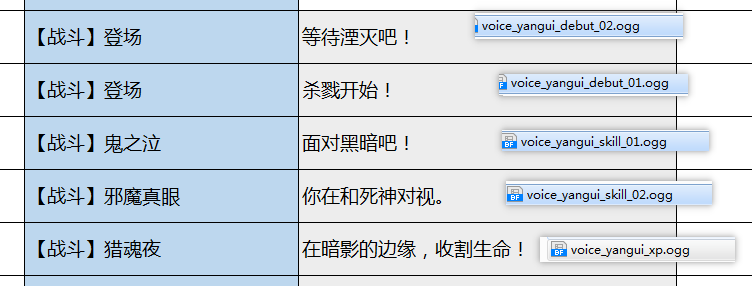 【战斗】登场 等待湮灭吧！ voice_yangui_debut_02.ogg
【战斗】登场 杀戮开始！ voice_yangui_debut_01.ogg
【战斗】鬼之泣 面对黑暗吧！ voice_yangui_skill_01.ogg
【战斗】邪魔真眼 你在和死神对视。 voice_yangui_skill_02.ogg
【战斗】猎魂夜 在暗影的边缘，收割生命！ voice_yangui_xp.ogg